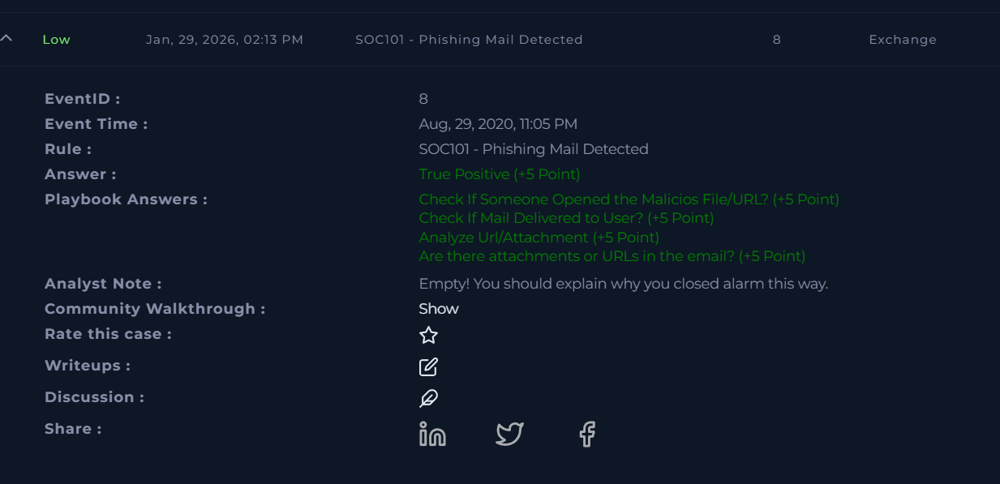 Low Jan, 29, 2026, 02:13 PM SOC101 - Phishing Mail Detected 8 Exchange
EventID : 8
Event Time : Aug, 29, 2020, 11:05 PM
Rule : SOC101 - Phishing Mail Detected
Answer : True Positive (+5 Point)
Playbook Answers : Check If Someone Opened the Malicios File/URL? (+5 Point)
Check If Mail Delivered to User? (+5 Point)
Analyze Url/Attachment (+5 Point)
Are there attachments or URLs in the email? (+5 Point)
Analyst Note : Empty! You should explain why you closed alarm this way.
Community Walkthrough : Show
Rate this case :
Writeups :
Discussion :
Share :